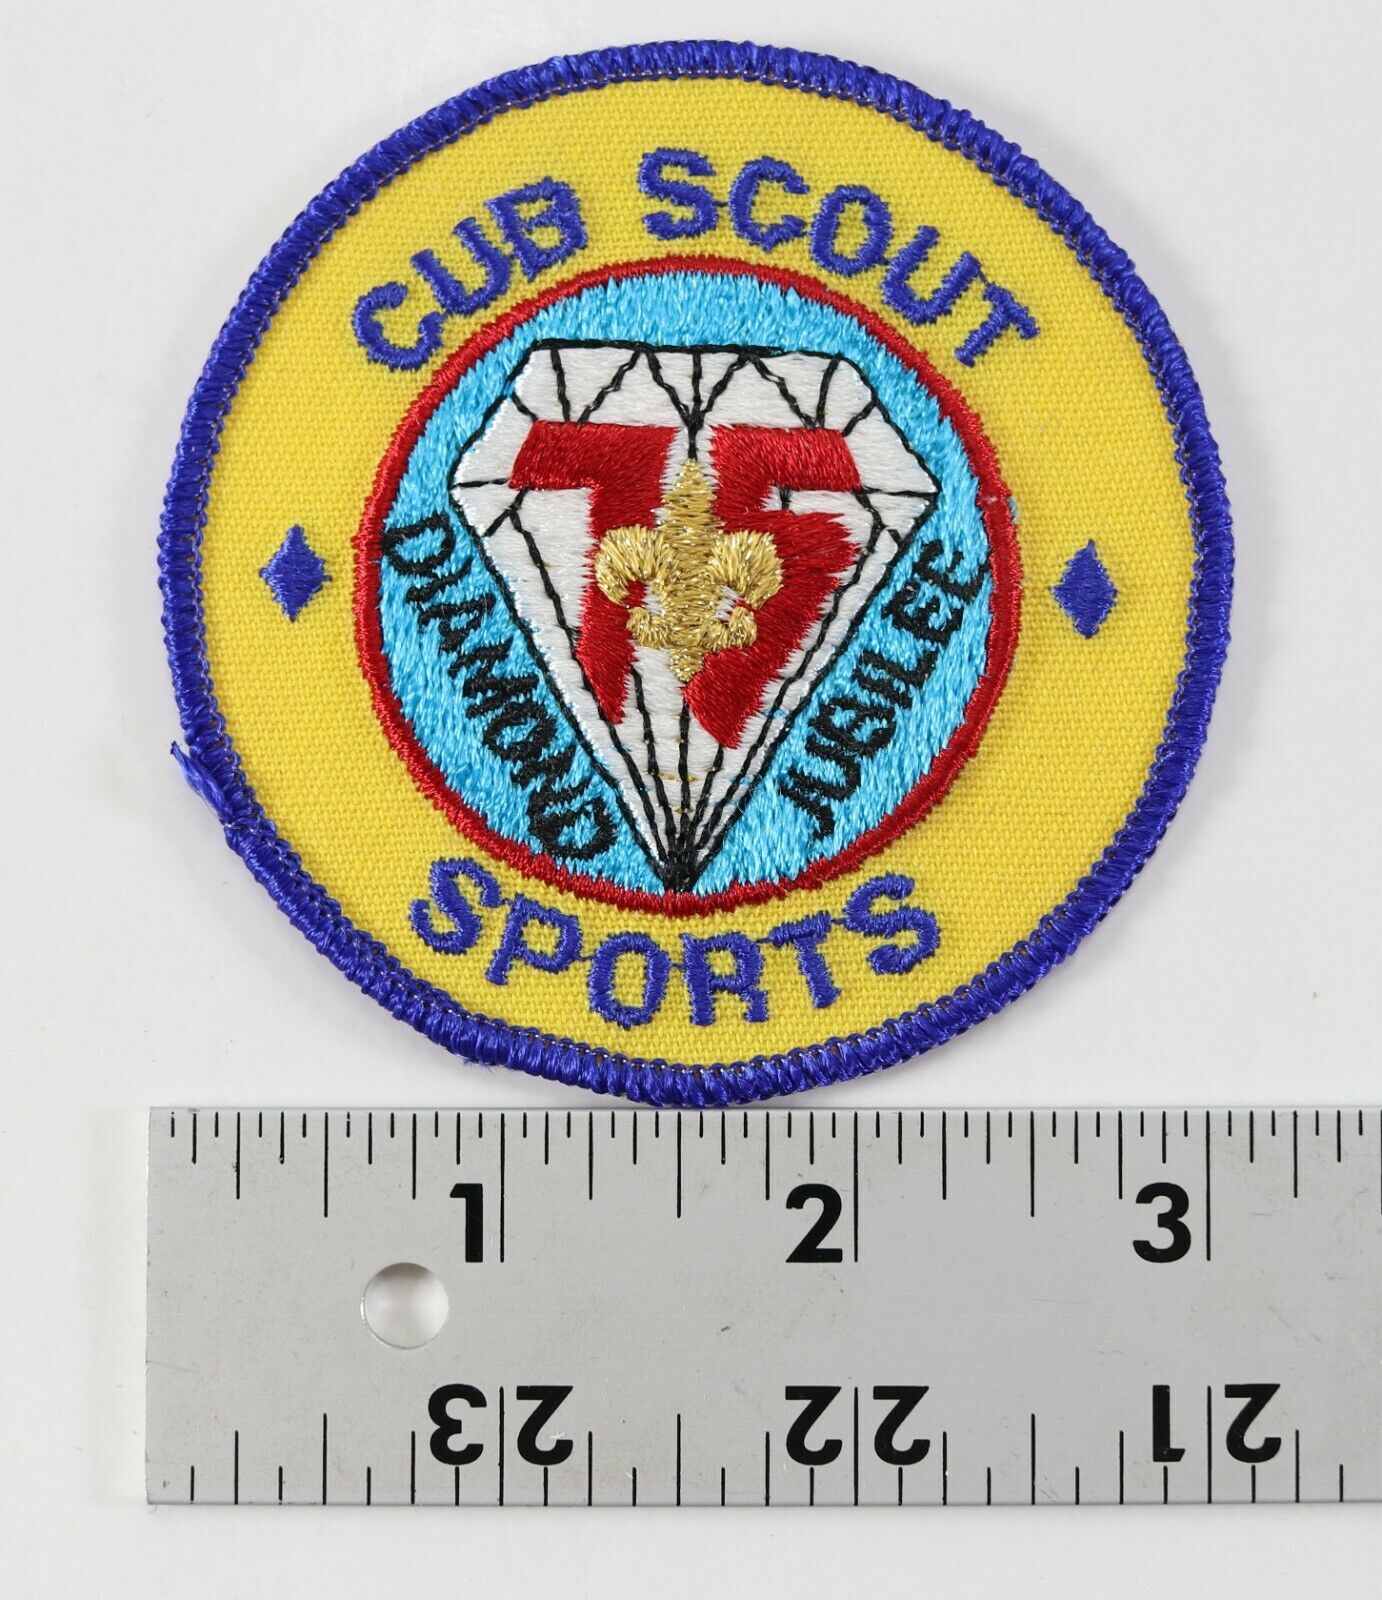 CUB SCOUT
75
DIAMOND
JUBILEE
SPORTS
1 2 3
23 22 21